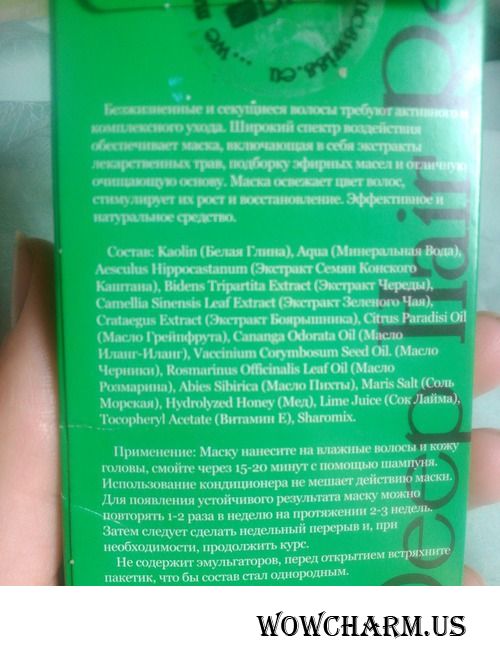 Безжизненные и секущиеся волосы требуют активного и
комплексного ухода. Широкий спектр воздействия
обеспечивает маска, включающая в себя экстракты
лекарственных трав, подборку эфирных масел и отличную
очищающую основу. Маска освежает цвет волос,
стимулирует их рост и восстановление. Эффективное и
натуральное средство.
Состав: Kaolin (Белая Глина), Aqua (Минеральная Вода),
Aesculus Hippocastanum (Экстракт Семян Конского
Каштана), Bidens Tripartita Extract (Экстракт Череды),
Camellia Sinensis Leaf Extract (Экстракт Зеленого Чая),
Crataegus Extract (Экстракт Боярышника), Citrus Paradisi Oil
(Масло Грейпфрута), Cananga Odorata Oil (Масло
Иланг-Иланг), Vaccinium Corymbosum Seed Oil. (Масло
Черники), Rosmarinus Officinalis Leaf Oil (Масло
Розмарина), Abies Sibirica (Масло Пихты), Maris Salt (Соль
Морская), Hydrolyzed Honey (Мед), Lime Juice (Сок Лайма),
Tocopheryl Acetate (Витамин Е), Sharomix.
Применение: Маску нанесите на влажные волосы и кожу
головы, смойте через 15-20 минут с помощью шампуня.
Использование кондиционера не мешает действию маски.
Для появления устойчивого результата маску можно
повторять 1-2 раза в неделю на протяжении 2-3 недель.
Затем следует сделать недельный перерыв и, при
необходимости, продолжить курс.
Не содержит эмульгаторов, перед открытием встряхните
пакетик, что бы состав стал однородным.
Deep Hair
WOWCHARM.US